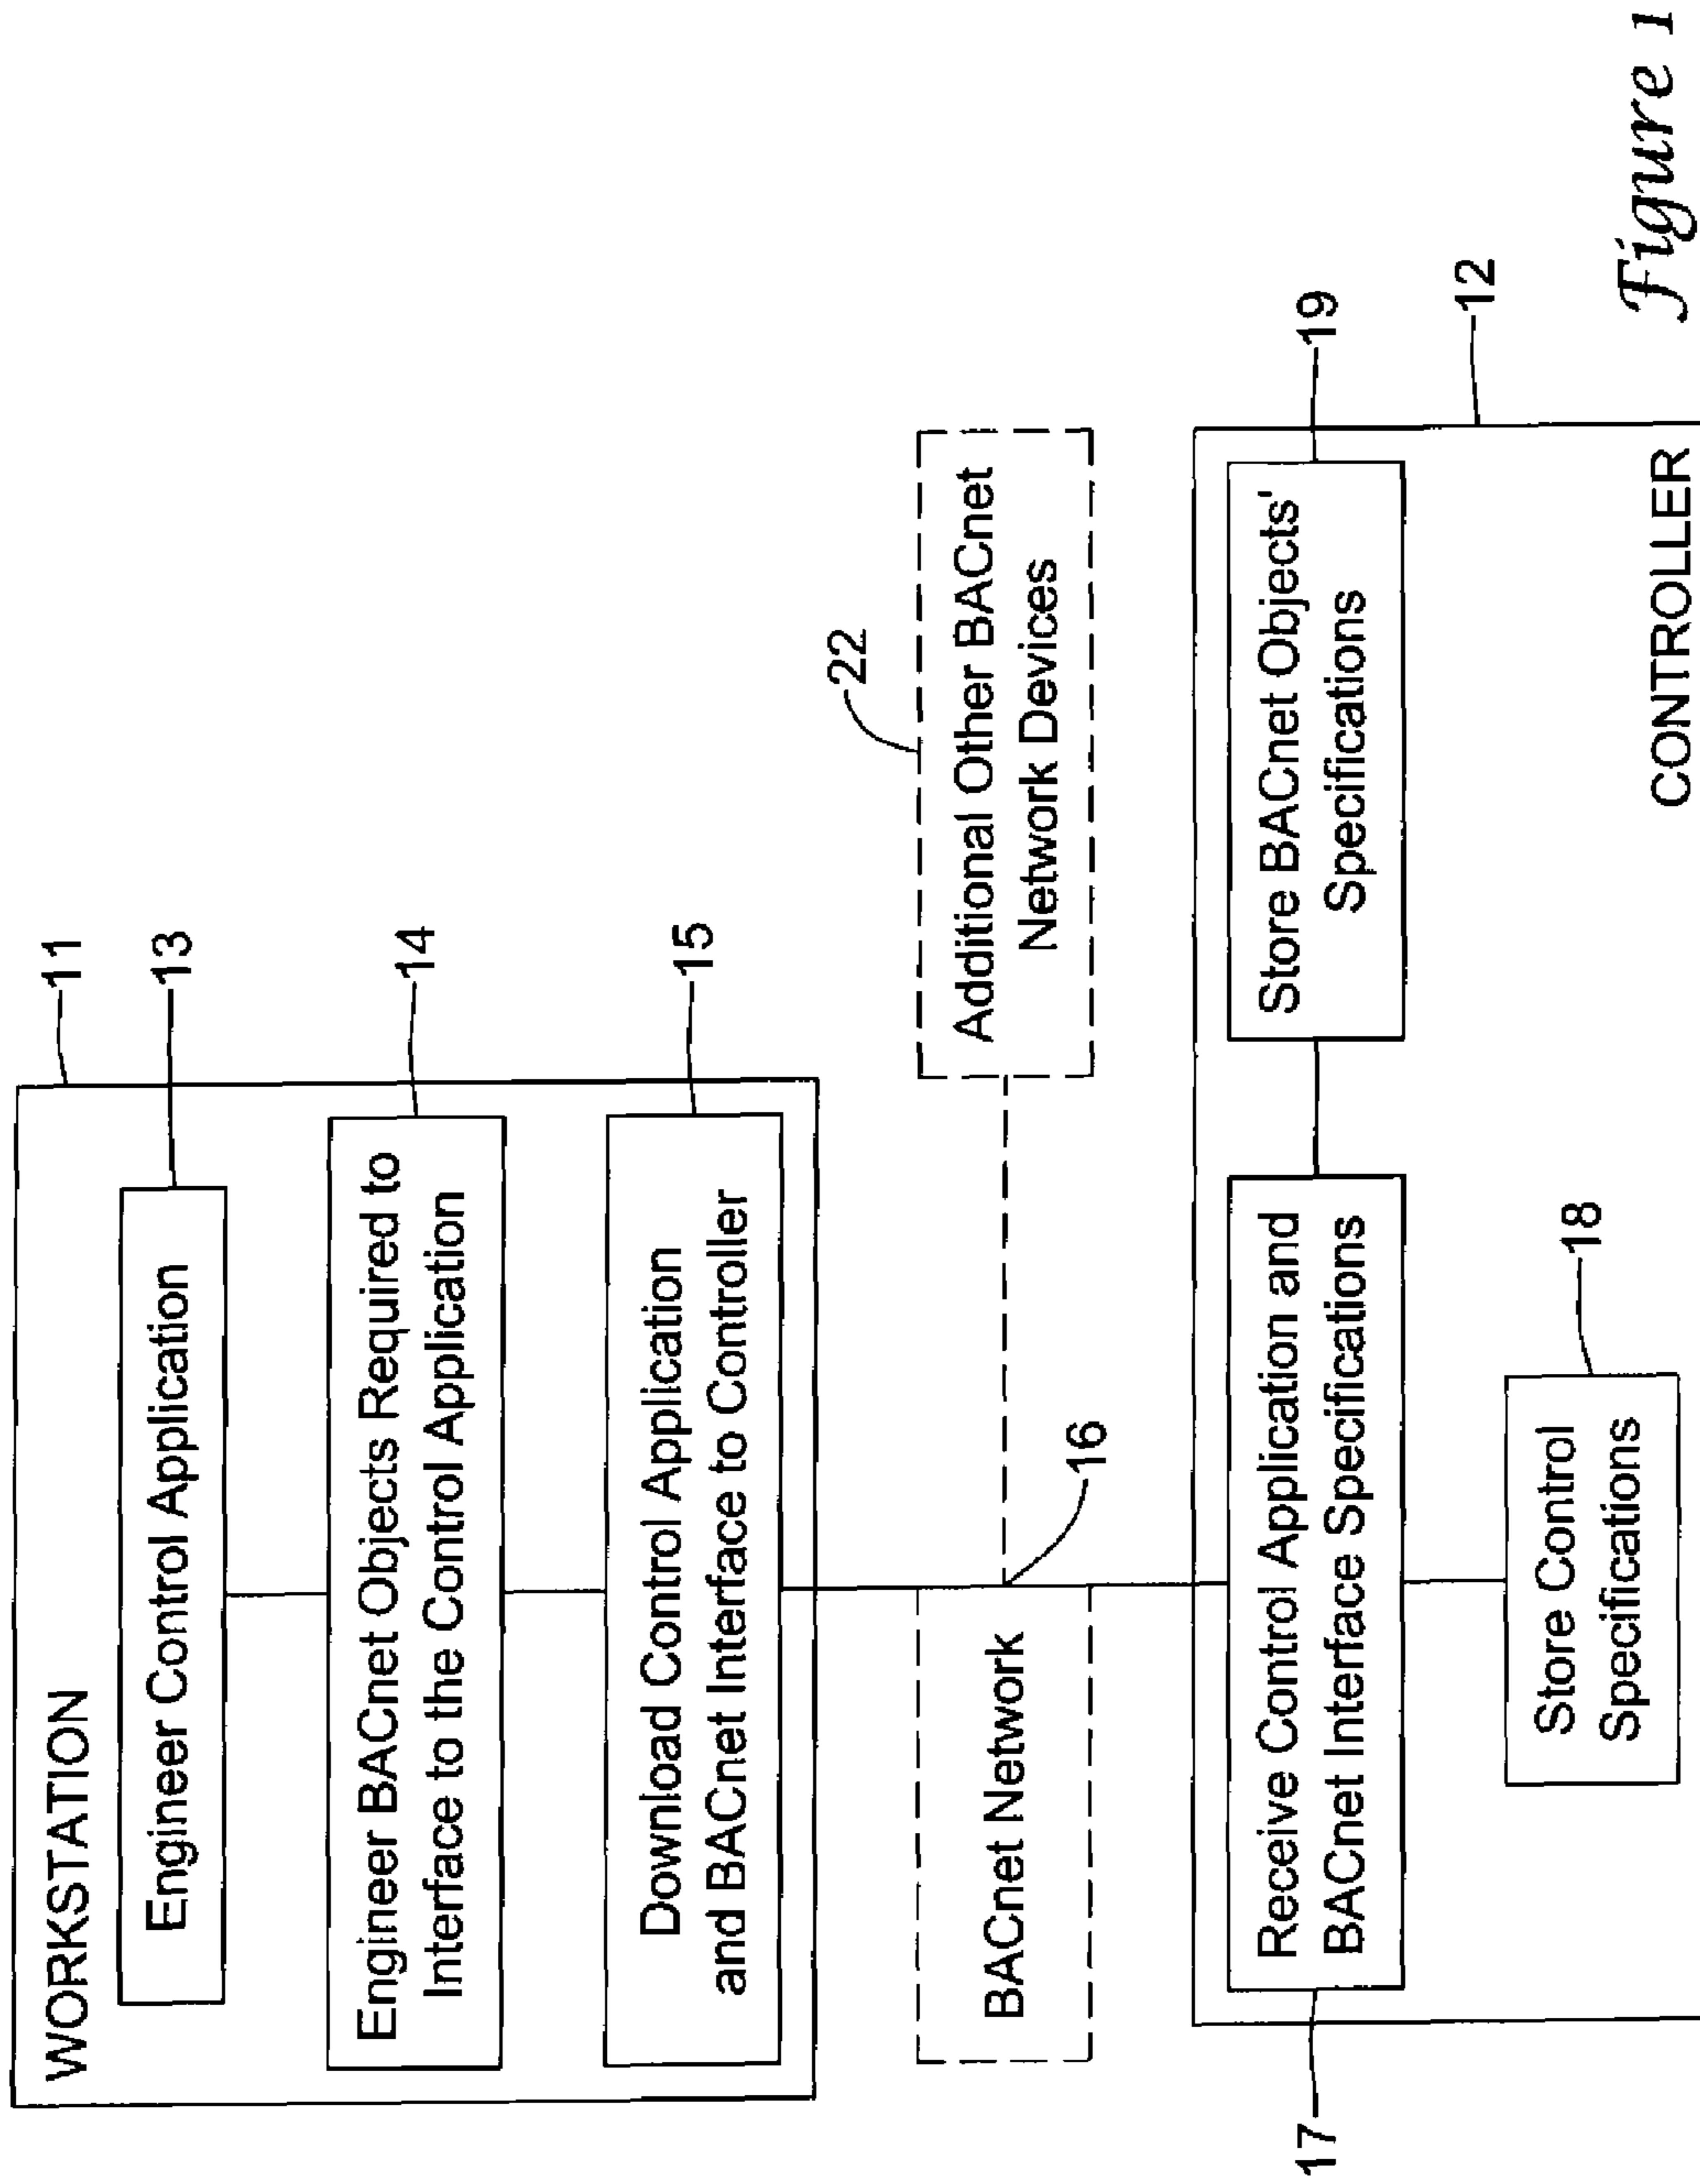 WORKSTATION
11
Engineer Control Application
13
Engineer BACnet Objects Required to
Interface to the Control Application
14
Download Control Application
and BACnet Interface to Controller
15
BACnet Network
16
Additional Other BACnet
Network Devices
22
17
Receive Control Application and
BACnet Interface Specifications
Store BACnet Objects'
Specifications
19
12
Store Control
Specifications
18
CONTROLLER
Figure 1